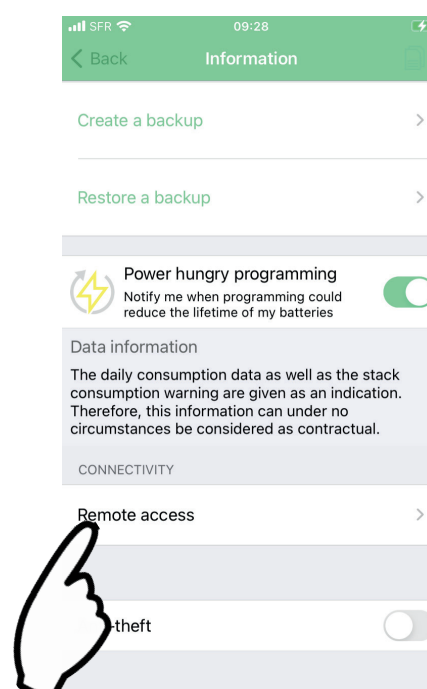 SFR 09:28
Back Information
Create a backup
Restore a backup
Power hungry programming
Notify me when programming could
reduce the lifetime of my batteries
Data information
The daily consumption data as well as the stack
consumption warning are given as an indication.
Therefore, this information can under no
circumstances be considered as contractual.
CONNECTIVITY
Remote access
-theft